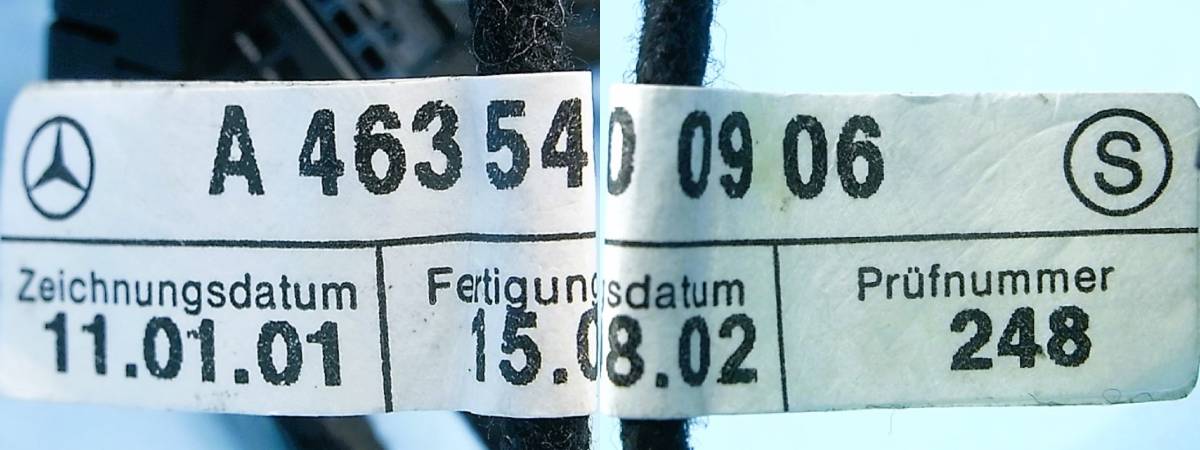 A 463 540 09 06 S
Zeichnungsdatum Fertigungsdatum Prüfnummer
11.01.01 15.08.02 248